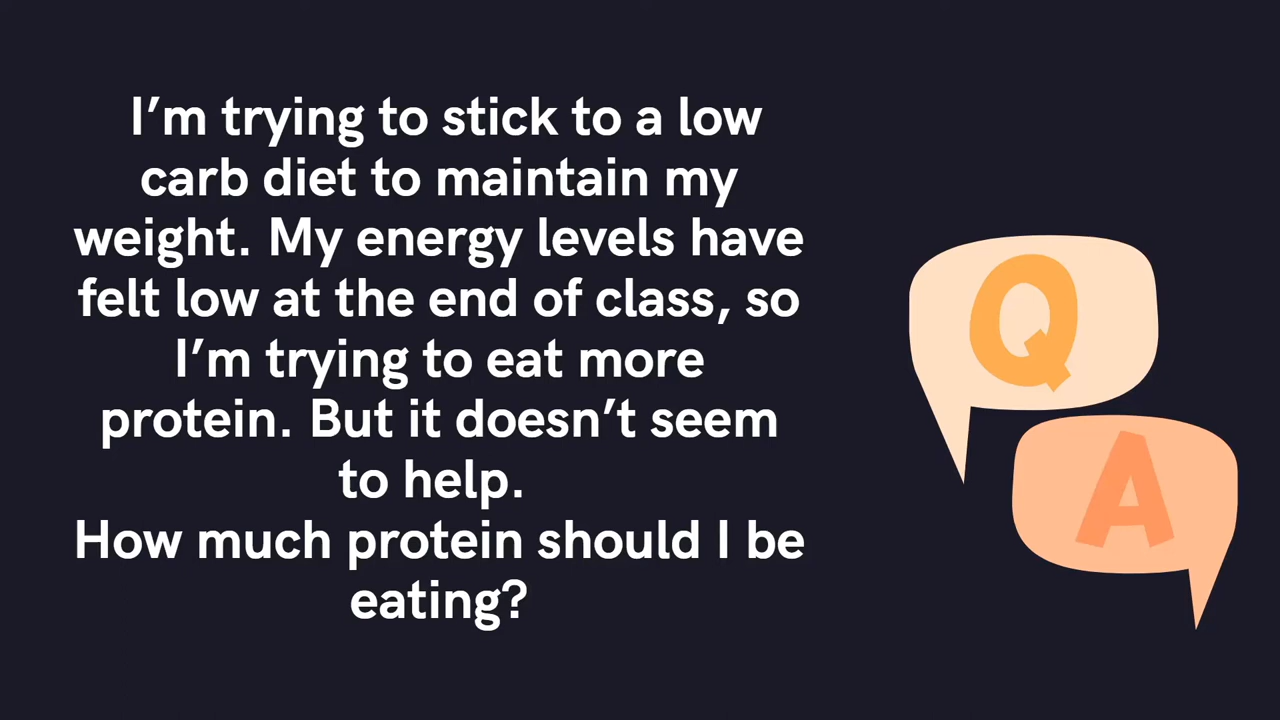 I’m trying to stick to a low
carb diet to maintain my
weight. My energy levels have
felt low at the end of class, so
I’m trying to eat more
protein. But it doesn’t seem
to help.
How much protein should I be
eating?
Q
A